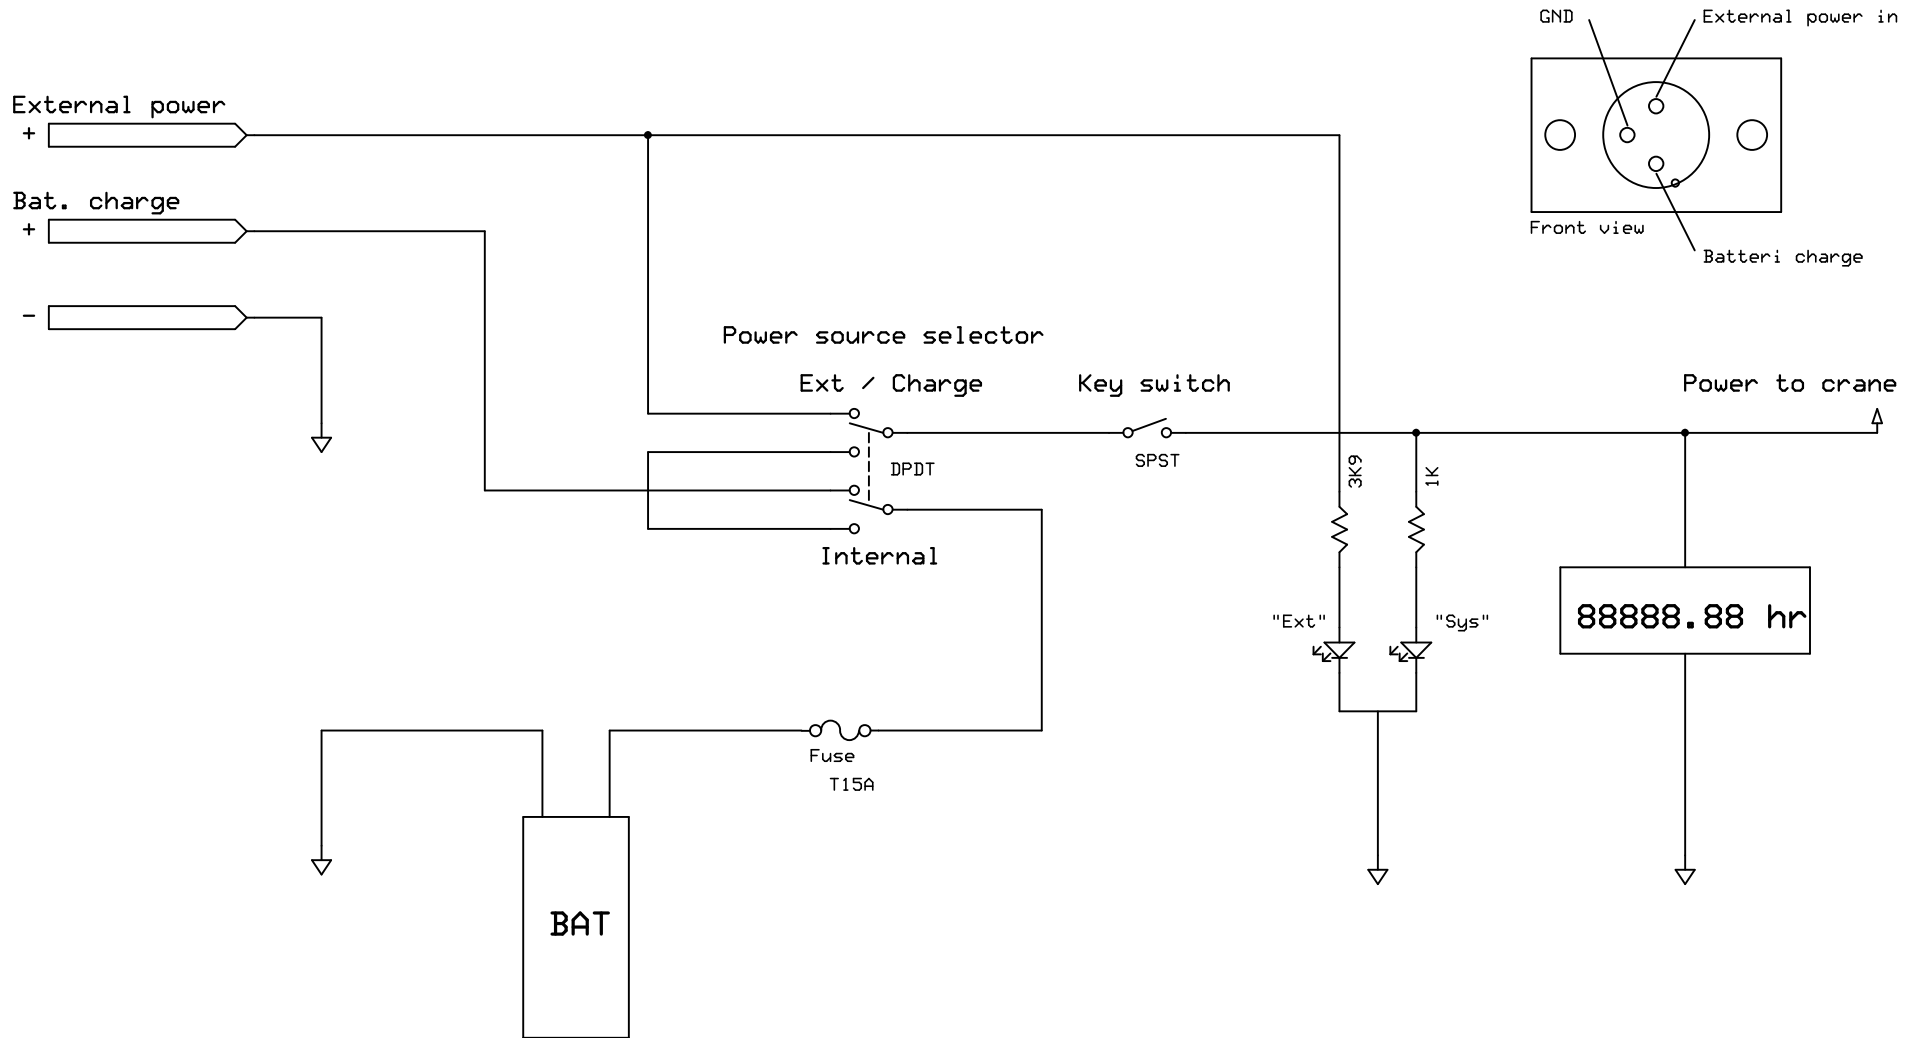 GND
External power in
External power
+
Bat. charge
+
Front view
Batteri charge
-
Power source selector
Ext / Charge
Key switch
Power to crane
DPDT
SPST
3K9
1K
Internal
"Ext"
"Sys"
88888.88 hr
Fuse
T15A
BAT